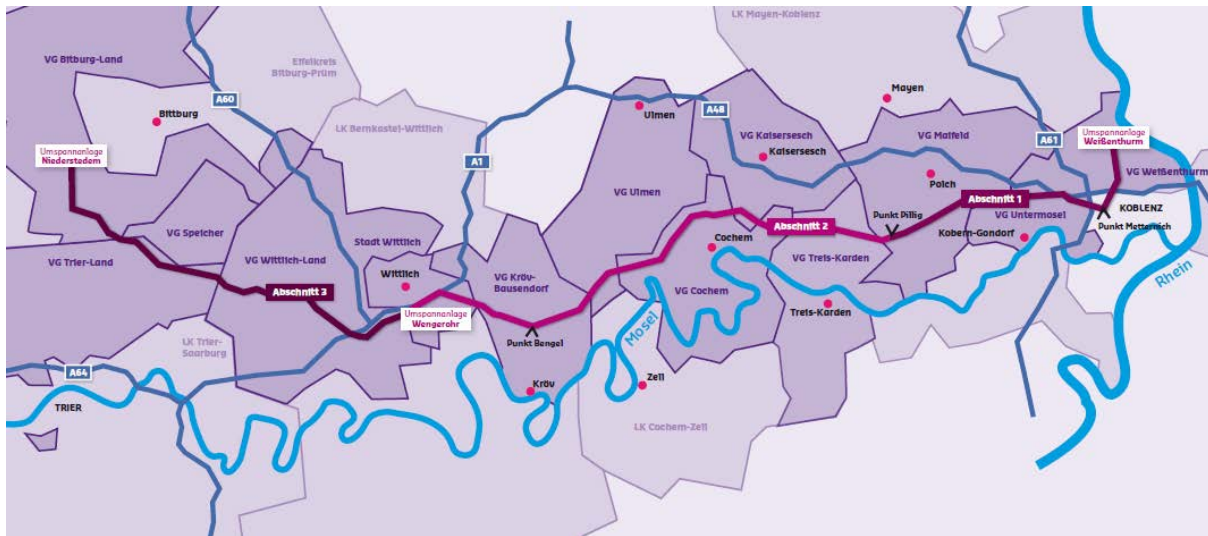 LK Mayen-Koblenz
VG Bitburg-Land
Eifelkreis
Bitburg-Prüm
A60
Bittburg
Ulmen
A48
Mayen
LK Bernkastel-Wittlich
A1
VG Kaisersesch
Kaisersesch
VG Maifeld
A61
Umspannanlage
Weißenthurm
Umspannanlage
Niederstedem
Polch
VG Weißenthurm
VG Ulmen
Abschnitt 1
KOBLENZ
Punkt Pillig
VG Untermosel
Punkt Metternich
Abschnitt 2
Kobern-Gondorf
VG Speicher
Stadt Wittlich
Cochem
VG Trier-Land
VG Wittlich-Land
Wittlich
VG Kröv-
Bausendorf
VG Treis-Karden
Rhein
Abschnitt 3
VG Cochem
Treis-Karden
Umspannanlage
Wengerohr
Mosel
Punkt Bengel
LK Trier-
Saarburg
A64
Kröv
Zell
TRIER
LK Cochem-Zell